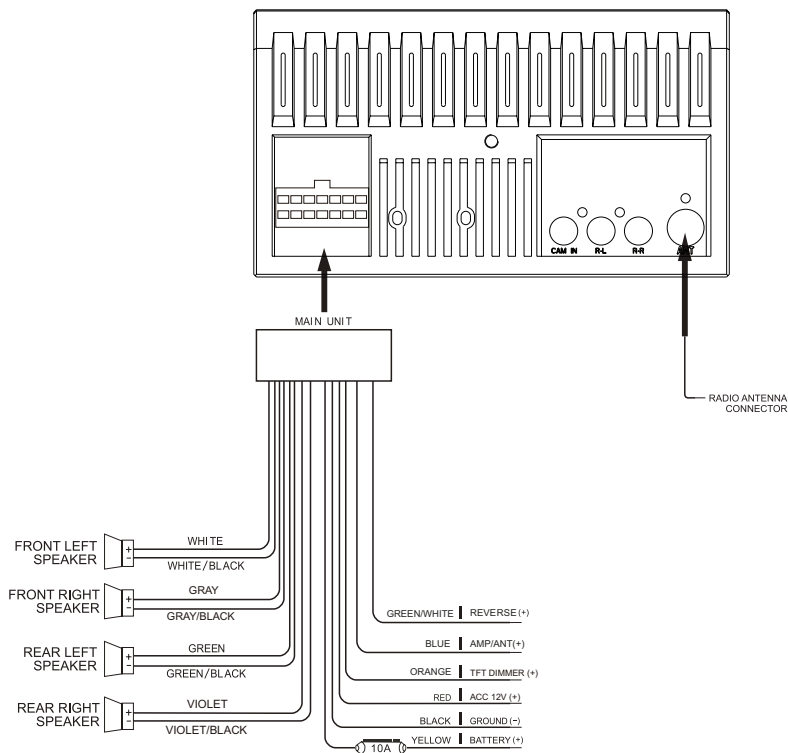 CAM IN R-L R-R ANT
MAIN UNIT
RADIO ANTENNA
CONNECTOR
FRONT LEFT
SPEAKER
+
−
WHITE
WHITE/BLACK
FRONT RIGHT
SPEAKER
+
−
GRAY
GRAY/BLACK
REAR LEFT
SPEAKER
+
−
GREEN
GREEN/BLACK
REAR RIGHT
SPEAKER
+
−
VIOLET
VIOLET/BLACK
GREEN/WHITE REVERSE (+)
BLUE AMP/ANT(+)
ORANGE TFT DIMMER (+)
RED ACC 12V (+)
BLACK GROUND (−)
10A YELLOW BATTERY (+)